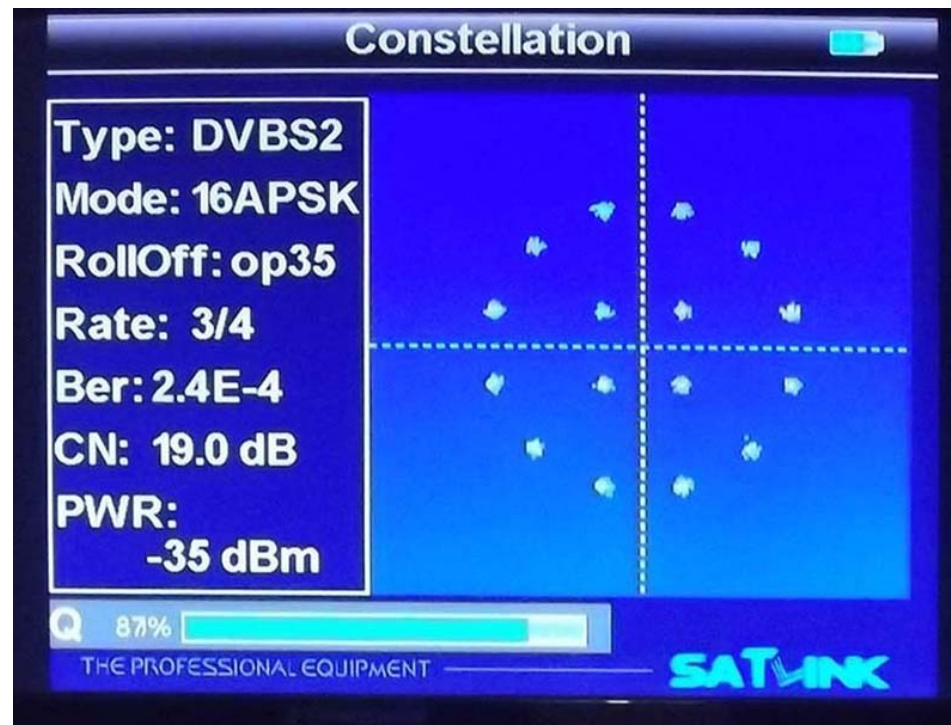 Constellation
Type: DVBS2
Mode: 16APSK
RollOff: op35
Rate: 3/4
Ber: 2.4E-4
CN: 19.0 dB
PWR:
-35 dBm
Q
THE PROFESSIONAL EQUIPMENT
SATLINK